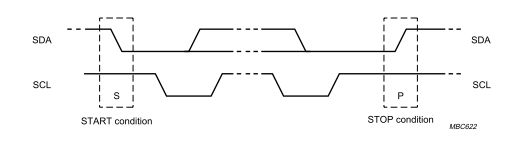 SDA SDA
SCL SCL
S P
START condition STOP condition
MBC622